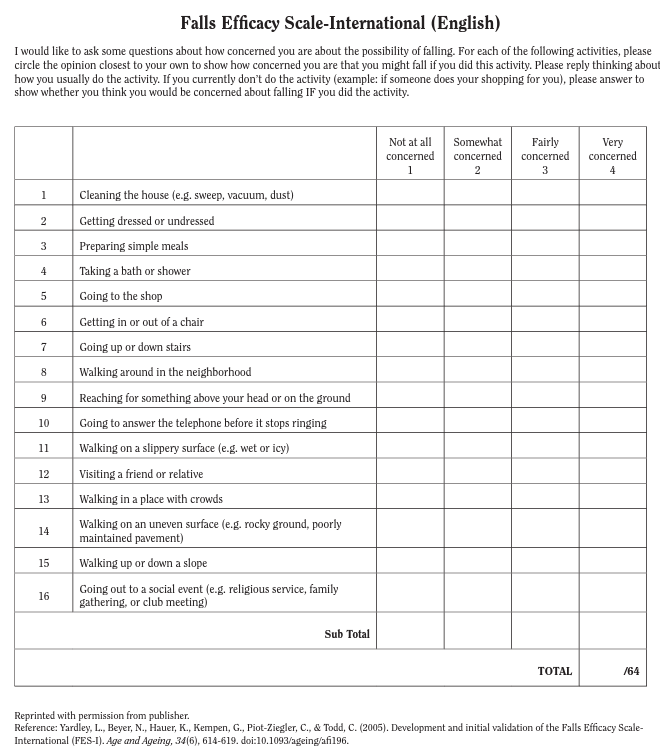 Falls Efficacy Scale-International (English)
I would like to ask some questions about how concerned you are about the possibility of falling. For each of the following activities, please
circle the opinion closest to your own to show how concerned you are that you might fall if you did this activity. Please reply thinking about
how you usually do the activity. If you currently don't do the activity (example: if someone does your shopping for you), please answer to
show whether you think you would be concerned about falling IF you did the activity.
Not at all concerned 1
Somewhat concerned 2
Fairly concerned 3
Very concerned 4
1 Cleaning the house (e.g. sweep, vacuum, dust)
2 Getting dressed or undressed
3 Preparing simple meals
4 Taking a bath or shower
5 Going to the shop
6 Getting in or out of a chair
7 Going up or down stairs
8 Walking around in the neighborhood
9 Reaching for something above your head or on the ground
10 Going to answer the telephone before it stops ringing
11 Walking on a slippery surface (e.g. wet or icy)
12 Visiting a friend or relative
13 Walking in a place with crowds
14 Walking on an uneven surface (e.g. rocky ground, poorly
maintained pavement)
15 Walking up or down a slope
16 Going out to a social event (e.g. religious service, family
gathering, or club meeting)
Sub Total
TOTAL /64
Reprinted with permission from publisher.
Reference: Yardley, L., Beyer, N., Hauer, K., Kempen, G., Piot-Ziegler, C., & Todd, C. (2005). Development and initial validation of the Falls Efficacy Scale-
International (FES-I). Age and Ageing, 34(6), 614-619. doi:10.1093/ageing/afi196.